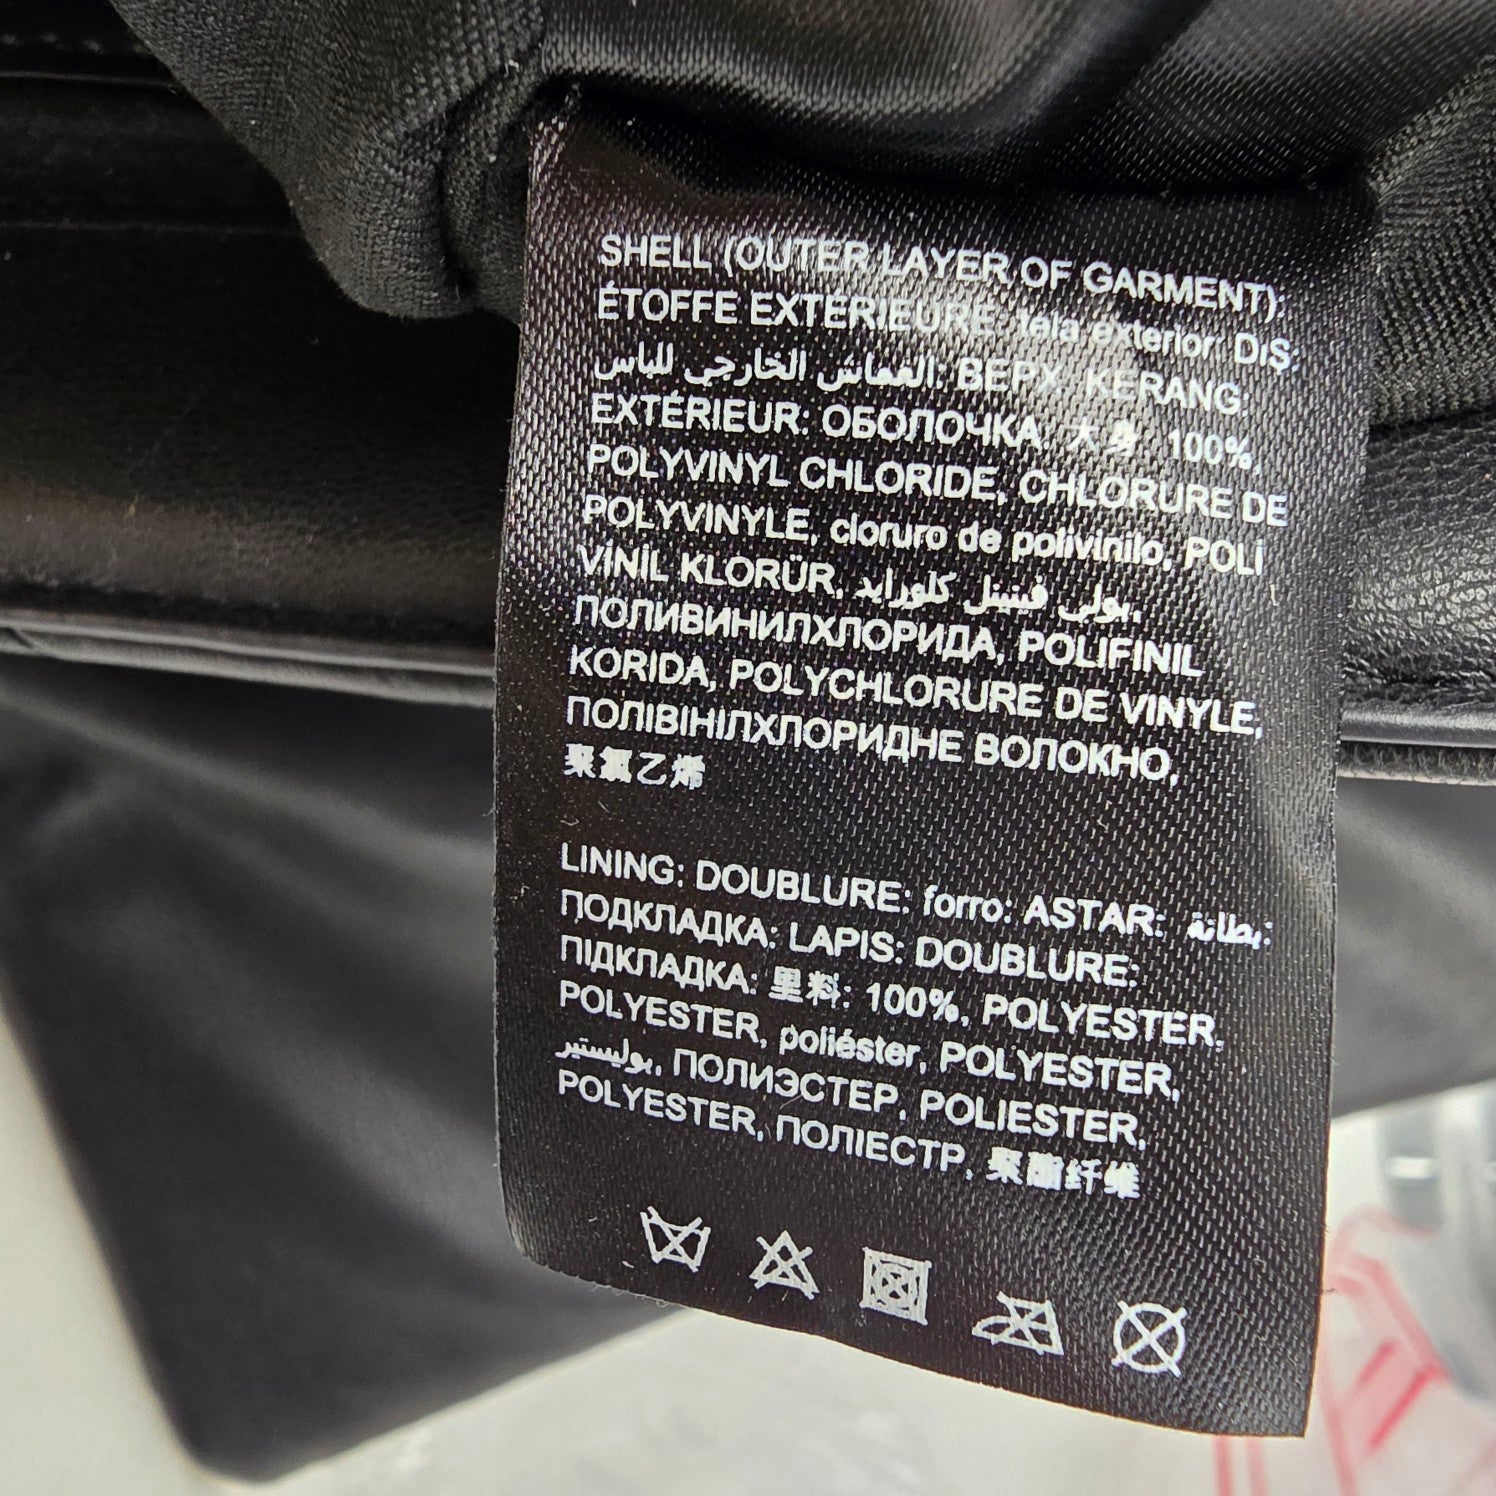 SHELL (OUTER LAYER OF GARMENT):
ÉTOFFE EXTÉRIEURE: tela exterior: DIŞ:
القماش الخارجي للباس: ВЕРХ: KERANG:
EXTÉRIEUR: ОБОЛОЧКА, 大身 100%,
POLYVINYL CHLORIDE, CHLORURE DE
POLYVINYLE, cloruro de polivinilo, POLİ
VİNİL KLORÜR, بولي فينيل كلورايد,
ПОЛИВИНИЛХЛОРИДА, POLIFINIL
KORIDA, POLYCHLORURE DE VINYLE,
ПОЛІВІНІЛХЛОРИДНЕ ВОЛОКНО,
聚氯乙烯
LINING: DOUBLURE: forro: ASTAR: بطانة:
ПОДКЛАДКА: LAPIS: DOUBLURE:
ПІДКЛАДКА: 里料: 100%, POLYESTER,
POLYESTER, poliéster, POLYESTER,
بوليستير, ПОЛИЭСТЕР, POLIESTER,
POLYESTER, ПОЛІЕСТР, 聚酯纤维